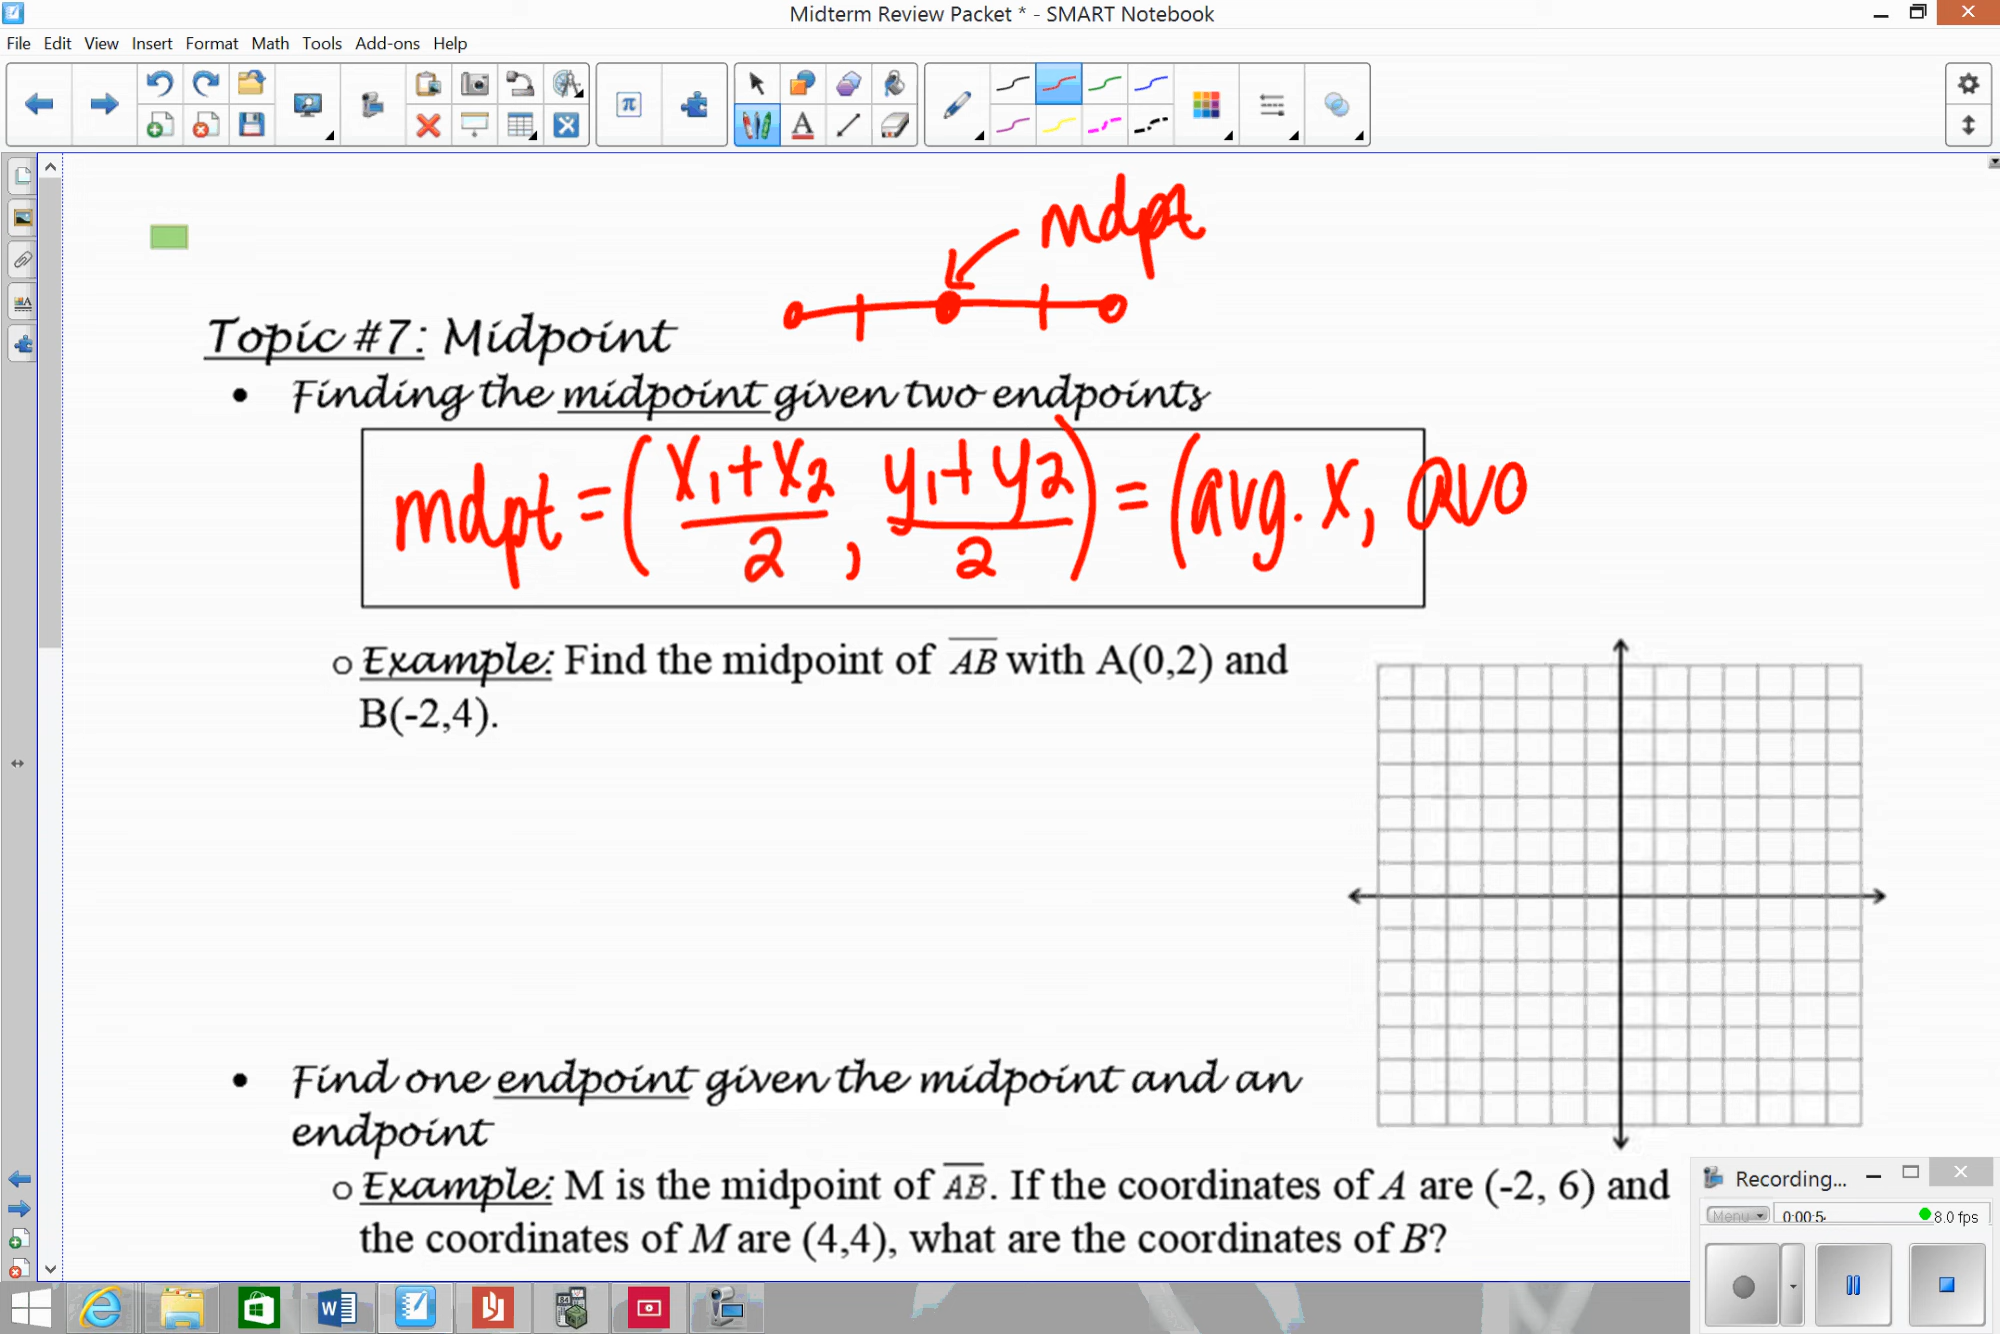 Midterm Review Packet * - SMART Notebook
File Edit View Insert Format Math Tools Add-ons Help
mdpt
Topic #7: Midpoint
• Finding the midpoint given two endpoints
mdpt = ( x₁+x₂ / 2 , y₁+y₂ / 2 ) = (avg. x, avo
o Example: Find the midpoint of AB with A(0,2) and
B(-2,4).
• Find one endpoint given the midpoint and an
endpoint
o Example: M is the midpoint of AB. If the coordinates of A are (-2, 6) and
the coordinates of M are (4,4), what are the coordinates of B?
Recording...
Menu 0:00:5 8.0 fps